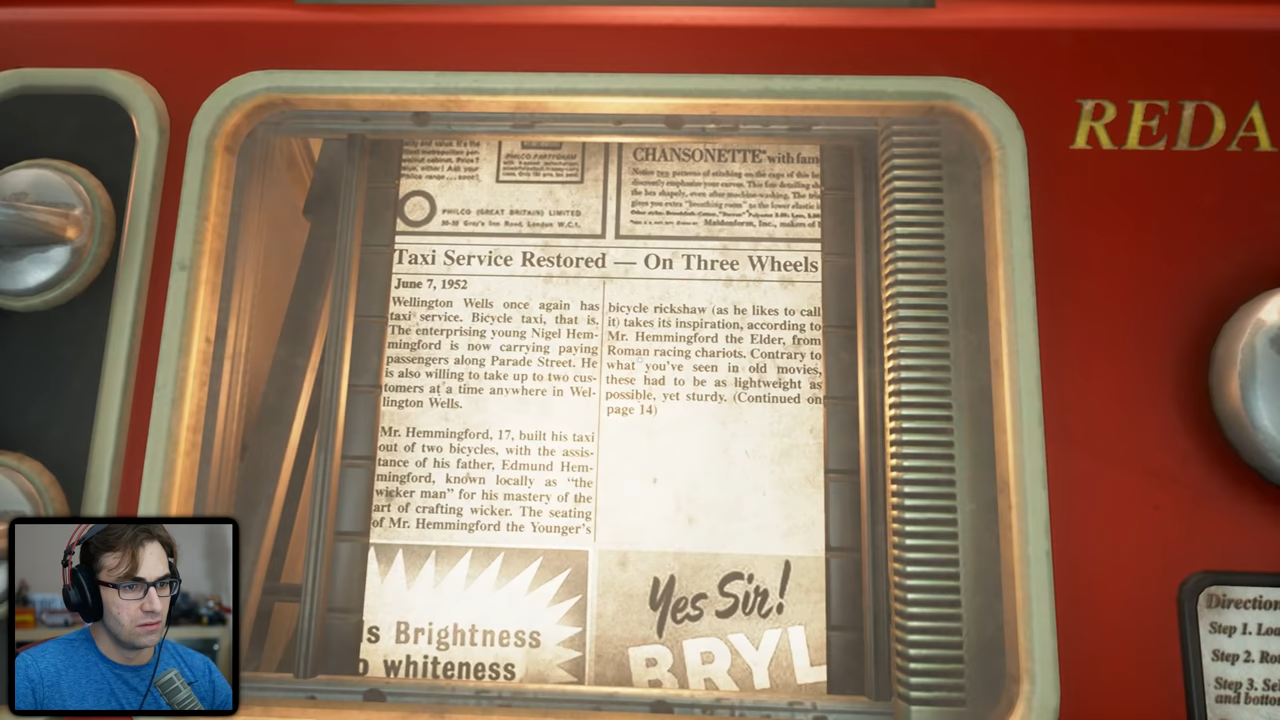 REDA
CHANSONETTE with fam
PHILCO (GREAT BRITAIN) LIMITED
Maidenform, Inc., makers of
Taxi Service Restored — On Three Wheels
June 7, 1952
Wellington Wells once again has
taxi service. Bicycle taxi, that is.
The enterprising young Nigel Hem-
mingford is now carrying paying
passengers along Parade Street. He
is also willing to take up to two cus-
tomers at a time anywhere in Wel-
lington Wells.
Mr. Hemmingford, 17, built his taxi
out of two bicycles, with the assis-
tance of his father, Edmund Hem-
mingford, known locally as “the
wicker man” for his mastery of the
art of crafting wicker. The seating
of Mr. Hemmingford the Younger’s
bicycle rickshaw (as he likes to call
it) takes its inspiration, according to
Mr. Hemmingford the Elder, from
Roman racing chariots. Contrary to
what you’ve seen in old movies,
these had to be as lightweight as
possible, yet sturdy. (Continued on
page 14)
s Brightness
whiteness
Yes Sir!
BRYL
Direction
Step 1. Loa
Step 2. Rot
Step 3. Sel
and botto